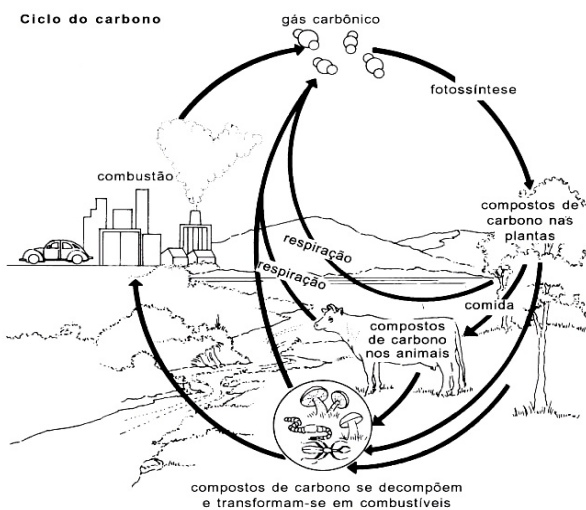 Ciclo do carbono
gás carbônico
fotossíntese
combustão
compostos de
carbono nas
plantas
respiração
respiração
comida
compostos
de carbono
nos animais
compostos de carbono se decompõem
e transformam-se em combustíveis